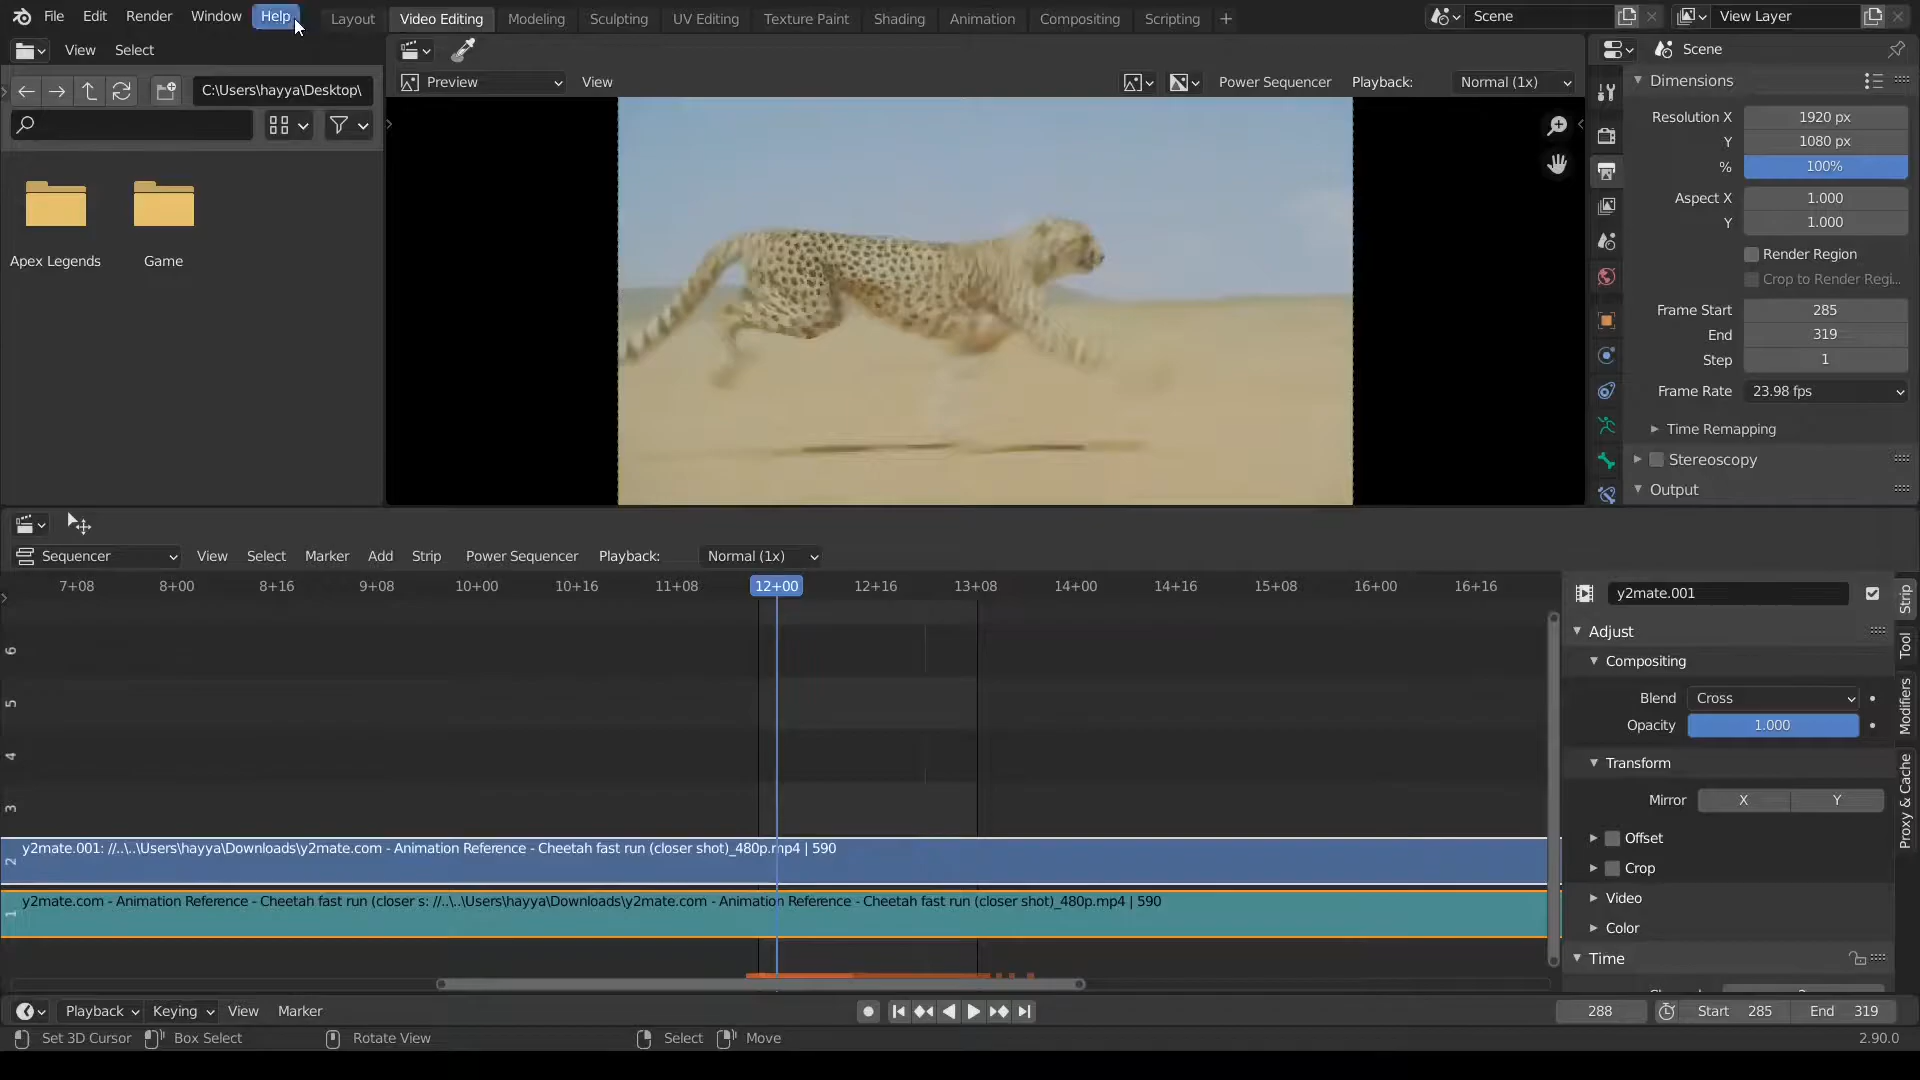 File Edit Render Window Help Layout Video Editing Modeling Sculpting UV Editing Texture Paint Shading Animation Compositing Scripting + Scene View Layer
View Select
Scene
C:\Users\hayya\Desktop\
Preview View Power Sequencer Playback: Normal (1x)
Dimensions
Resolution X 1920 px
Y 1080 px
% 100%
Aspect X 1.000
Y 1.000
Apex Legends Game
Render Region
Crop to Render Regi...
Frame Start 285
End 319
Step 1
Frame Rate 23.98 fps
Time Remapping
Stereoscopy
Output
Sequencer View Select Marker Add Strip Power Sequencer Playback: Normal (1x)
7+08 8+00 8+16 9+08 10+00 10+16 11+08 12+00 12+16 13+08 14+00 14+16 15+08 16+00 16+16
6
5
4
3
2
1
y2mate.001: //..\..\Users\hayya\Downloads\y2mate.com - Animation Reference - Cheetah fast run (closer shot)_480p.mp4 | 590
y2mate.com - Animation Reference - Cheetah fast run (closer s: //..\..\Users\hayya\Downloads\y2mate.com - Animation Reference - Cheetah fast run (closer shot)_480p.mp4 | 590
y2mate.001
Adjust
Compositing
Blend Cross
Opacity 1.000
Transform
Mirror X Y
Offset
Crop
Video
Color
Time
Strip
Tool
Modifiers
Proxy & Cache
Playback Keying View Marker 288 Start 285 End 319
Set 3D Cursor Box Select Rotate View Select Move 2.90.0